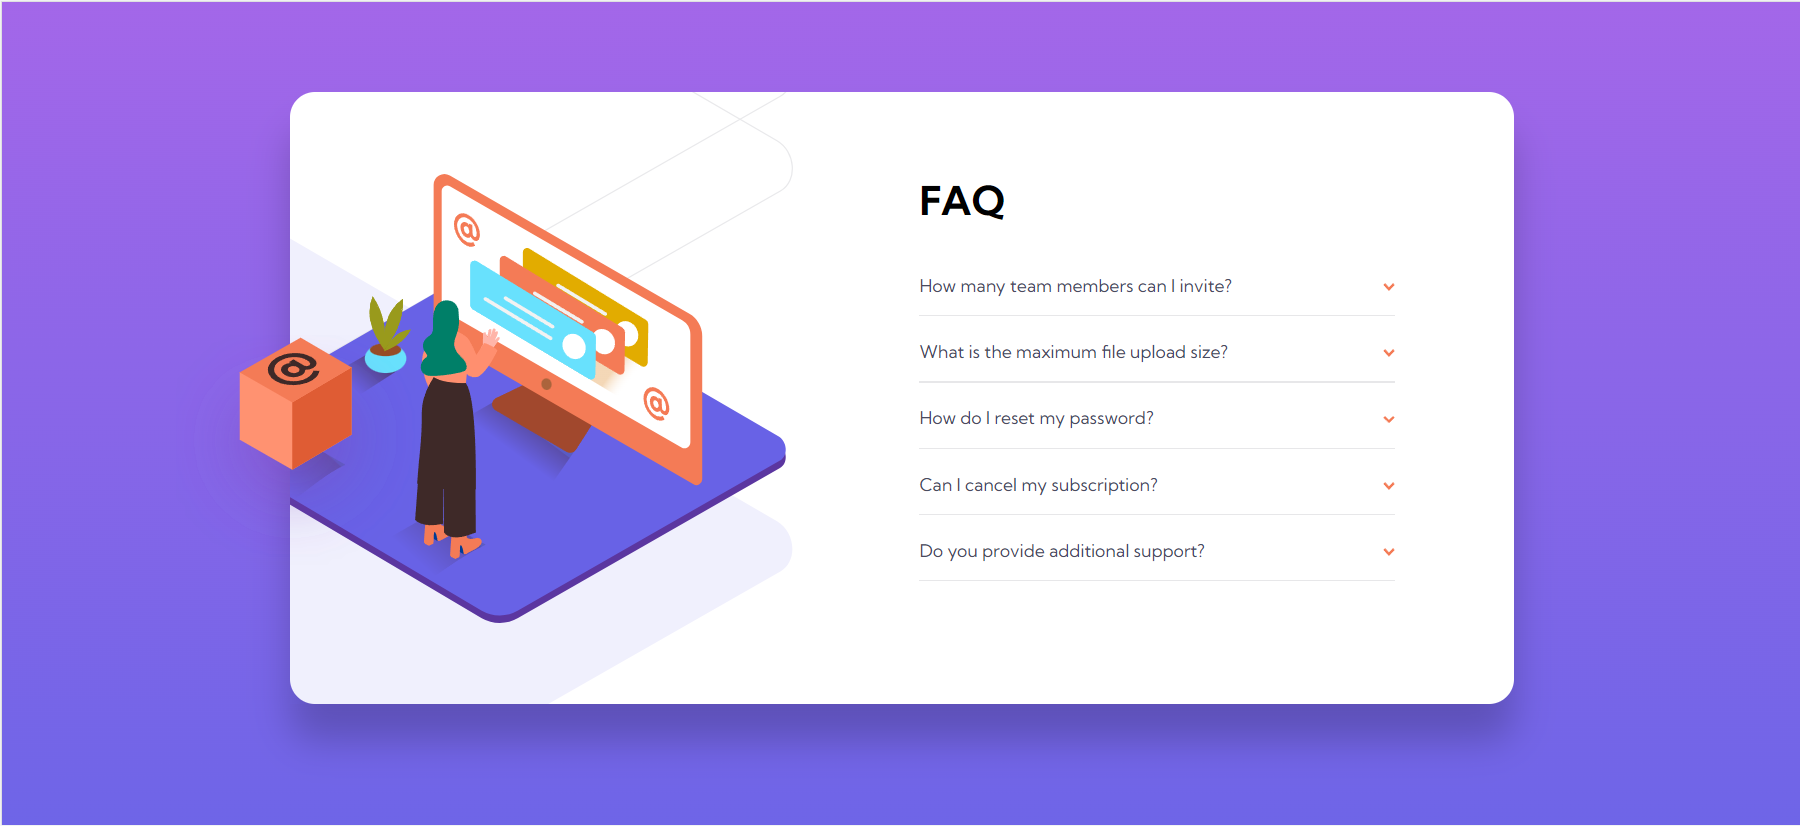 @
@
@
FAQ
How many team members can I invite?
What is the maximum file upload size?
How do I reset my password?
Can I cancel my subscription?
Do you provide additional support?